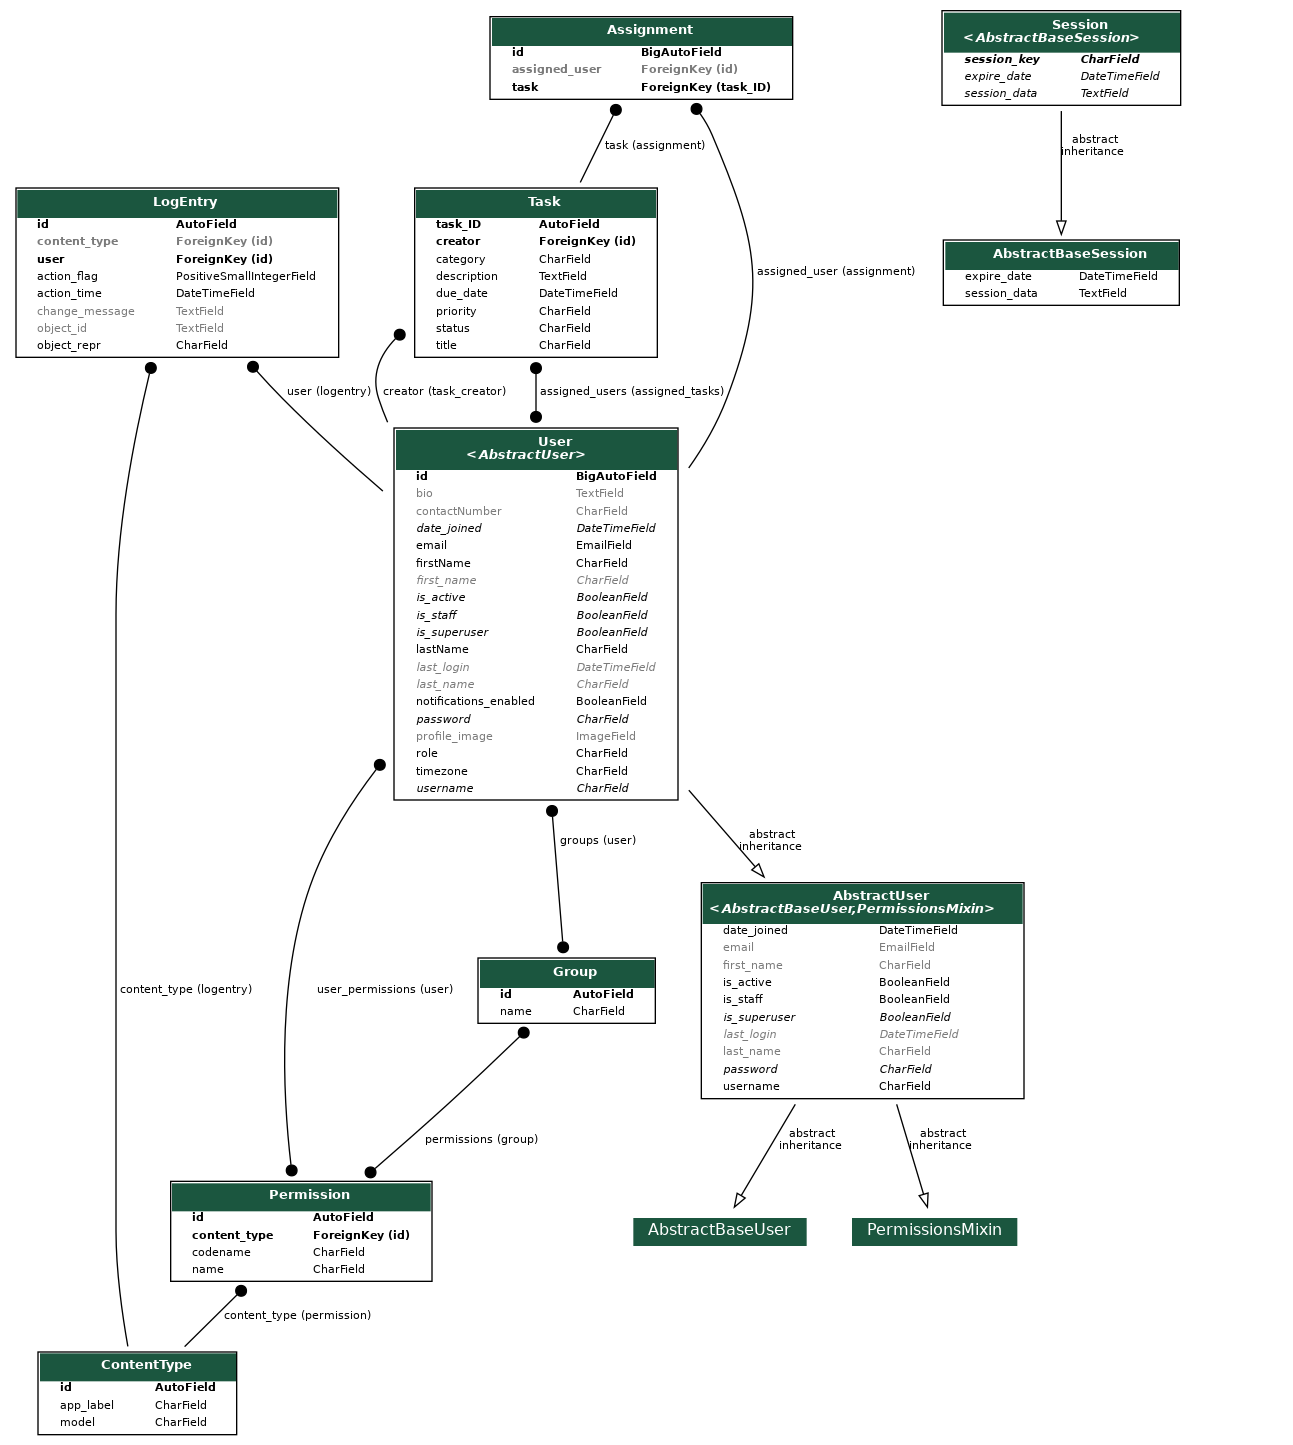 Assignment
id BigAutoField
assigned_user ForeignKey (id)
task ForeignKey (task_ID)
Session
<AbstractBaseSession>
session_key CharField
expire_date DateTimeField
session_data TextField
task (assignment)
abstract
inheritance
LogEntry
id AutoField
content_type ForeignKey (id)
user ForeignKey (id)
action_flag PositiveSmallIntegerField
action_time DateTimeField
change_message TextField
object_id TextField
object_repr CharField
Task
task_ID AutoField
creator ForeignKey (id)
category CharField
description TextField
due_date DateTimeField
priority CharField
status CharField
title CharField
assigned_user (assignment)
AbstractBaseSession
expire_date DateTimeField
session_data TextField
user (logentry)
creator (task_creator)
assigned_users (assigned_tasks)
User
<AbstractUser>
id BigAutoField
bio TextField
contactNumber CharField
date_joined DateTimeField
email EmailField
firstName CharField
first_name CharField
is_active BooleanField
is_staff BooleanField
is_superuser BooleanField
lastName CharField
last_login DateTimeField
last_name CharField
notifications_enabled BooleanField
password CharField
profile_image ImageField
role CharField
timezone CharField
username CharField
groups (user)
abstract
inheritance
content_type (logentry)
user_permissions (user)
Group
id AutoField
name CharField
AbstractUser
<AbstractBaseUser,PermissionsMixin>
date_joined DateTimeField
email EmailField
first_name CharField
is_active BooleanField
is_staff BooleanField
is_superuser BooleanField
last_login DateTimeField
last_name CharField
password CharField
username CharField
permissions (group)
abstract
inheritance
abstract
inheritance
Permission
id AutoField
content_type ForeignKey (id)
codename CharField
name CharField
AbstractBaseUser
PermissionsMixin
content_type (permission)
ContentType
id AutoField
app_label CharField
model CharField